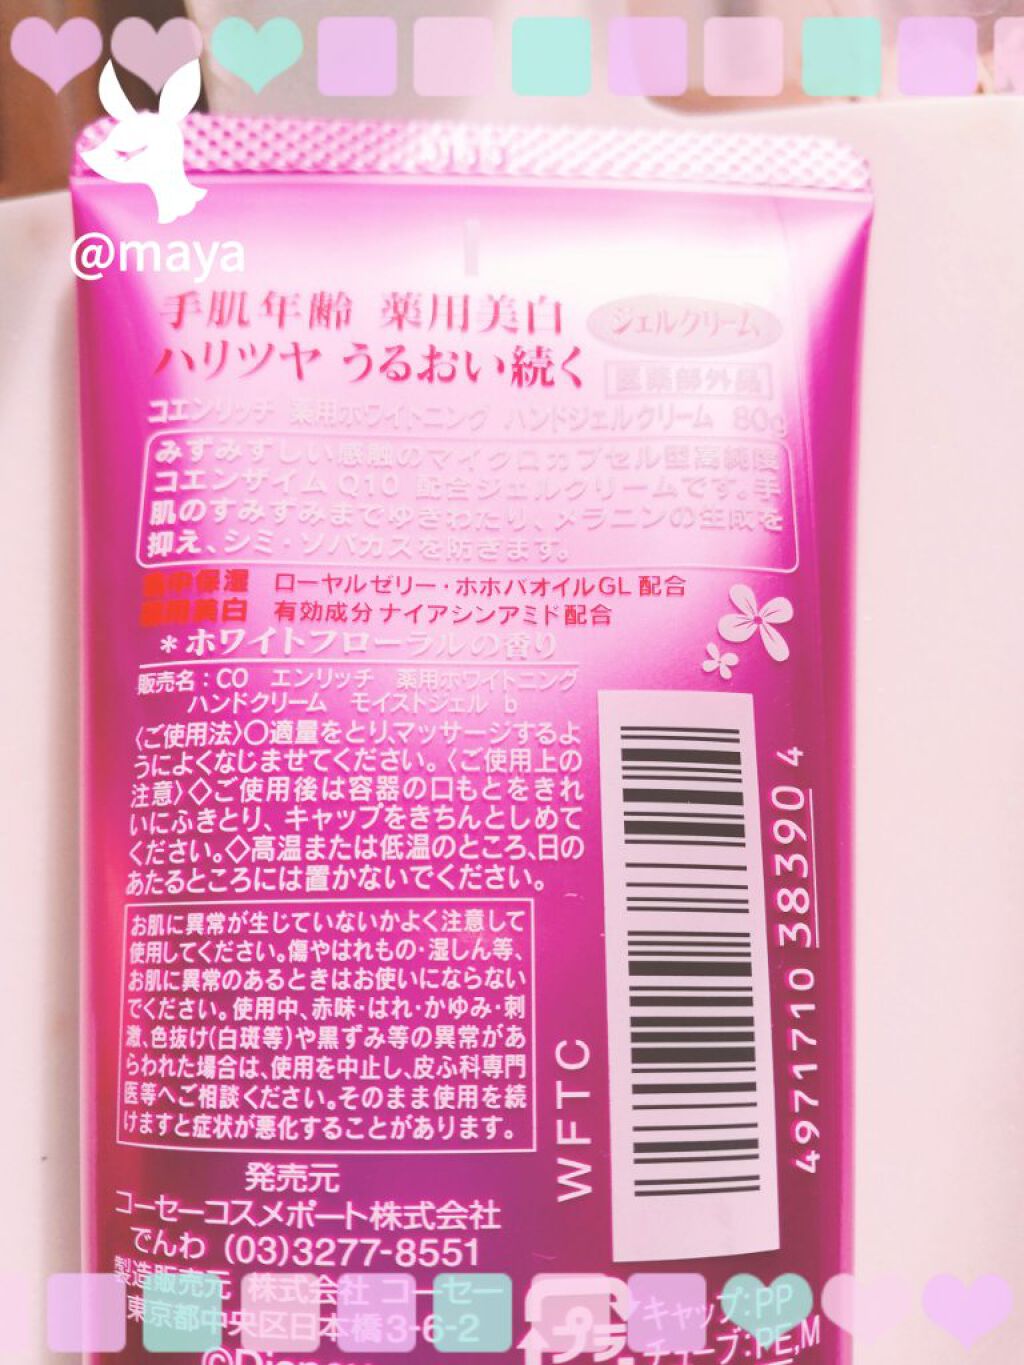 @maya
手肌年齢 薬用美白 ジェルクリーム
ハリツヤ うるおい続く 医薬部外品
コエンリッチ 薬用ホワイトニング ハンドジェルクリーム 80g
みずみずしい感触のマイクロカプセル型高純度
コエンザイムQ10 配合ジェルクリームです。手
肌のすみずみまでゆきわたり、メラニンの生成を
抑え、シミ・ソバカスを防ぎます。
集中保湿 ローヤルゼリー・ホホバオイルGL 配合
薬用美白 有効成分 ナイアシンアミド配合
*ホワイトフローラルの香り
販売名:CO エンリッチ 薬用ホワイトニング
ハンドクリーム モイストジェル b
〈ご使用法〉〇適量をとり、マッサージするよ
うによくなじませてください。〈ご使用上の
注意〉◇ご使用後は容器の口もとをきれ
いにふきとり、キャップをきちんとしめて
ください。◇高温または低温のところ、日の
あたるところには置かないでください。
お肌に異常が生じていないかよく注意して
使用してください。傷やはれもの・湿しん等、
お肌に異常のあるときはお使いにならない
でください。使用中、赤味・はれ・かゆみ・刺
激、色抜け(白斑等)や黒ずみ等の異常があ
らわれた場合は、使用を中止し、皮ふ科専門
医等へご相談ください。そのまま使用を続
けますと症状が悪化することがあります。
WFTC
4971710 383904
発売元
コーセーコスメポート株式会社
でんわ (03)3277-8551
製造販売元 株式会社 コーセー
東京都中央区日本橋3-6-2
プラ
キャップ:PP
チューブ:PE,M
©Disney